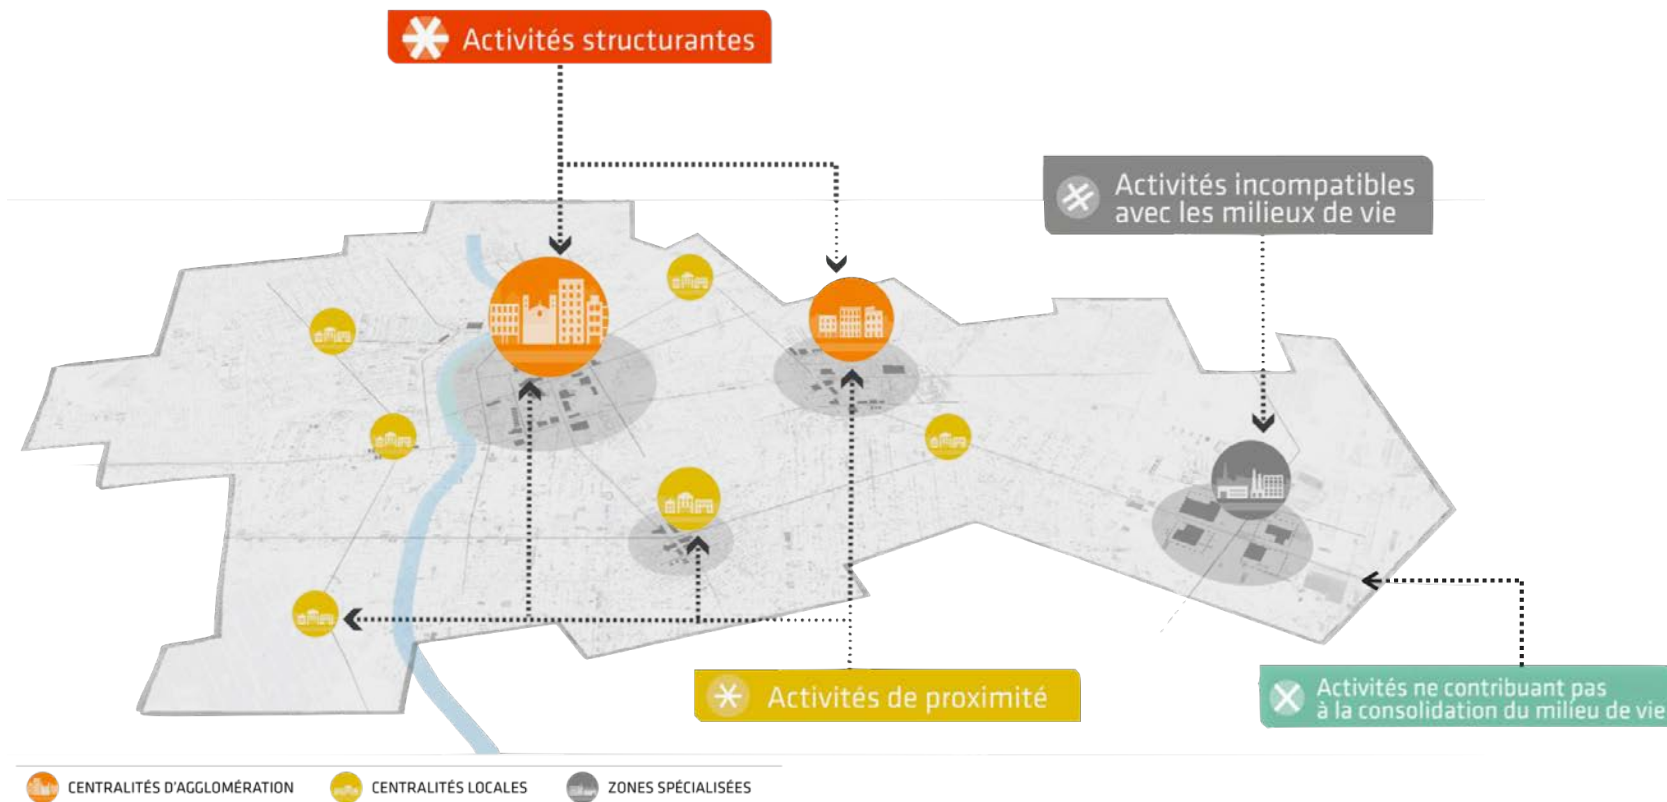 Activités structurantes
Activités incompatibles
avec les milieux de vie
Activités de proximité
Activités ne contribuant pas
à la consolidation du milieu de vie
CENTRALITÉS D'AGGLOMÉRATION
CENTRALITÉS LOCALES
ZONES SPÉCIALISÉES